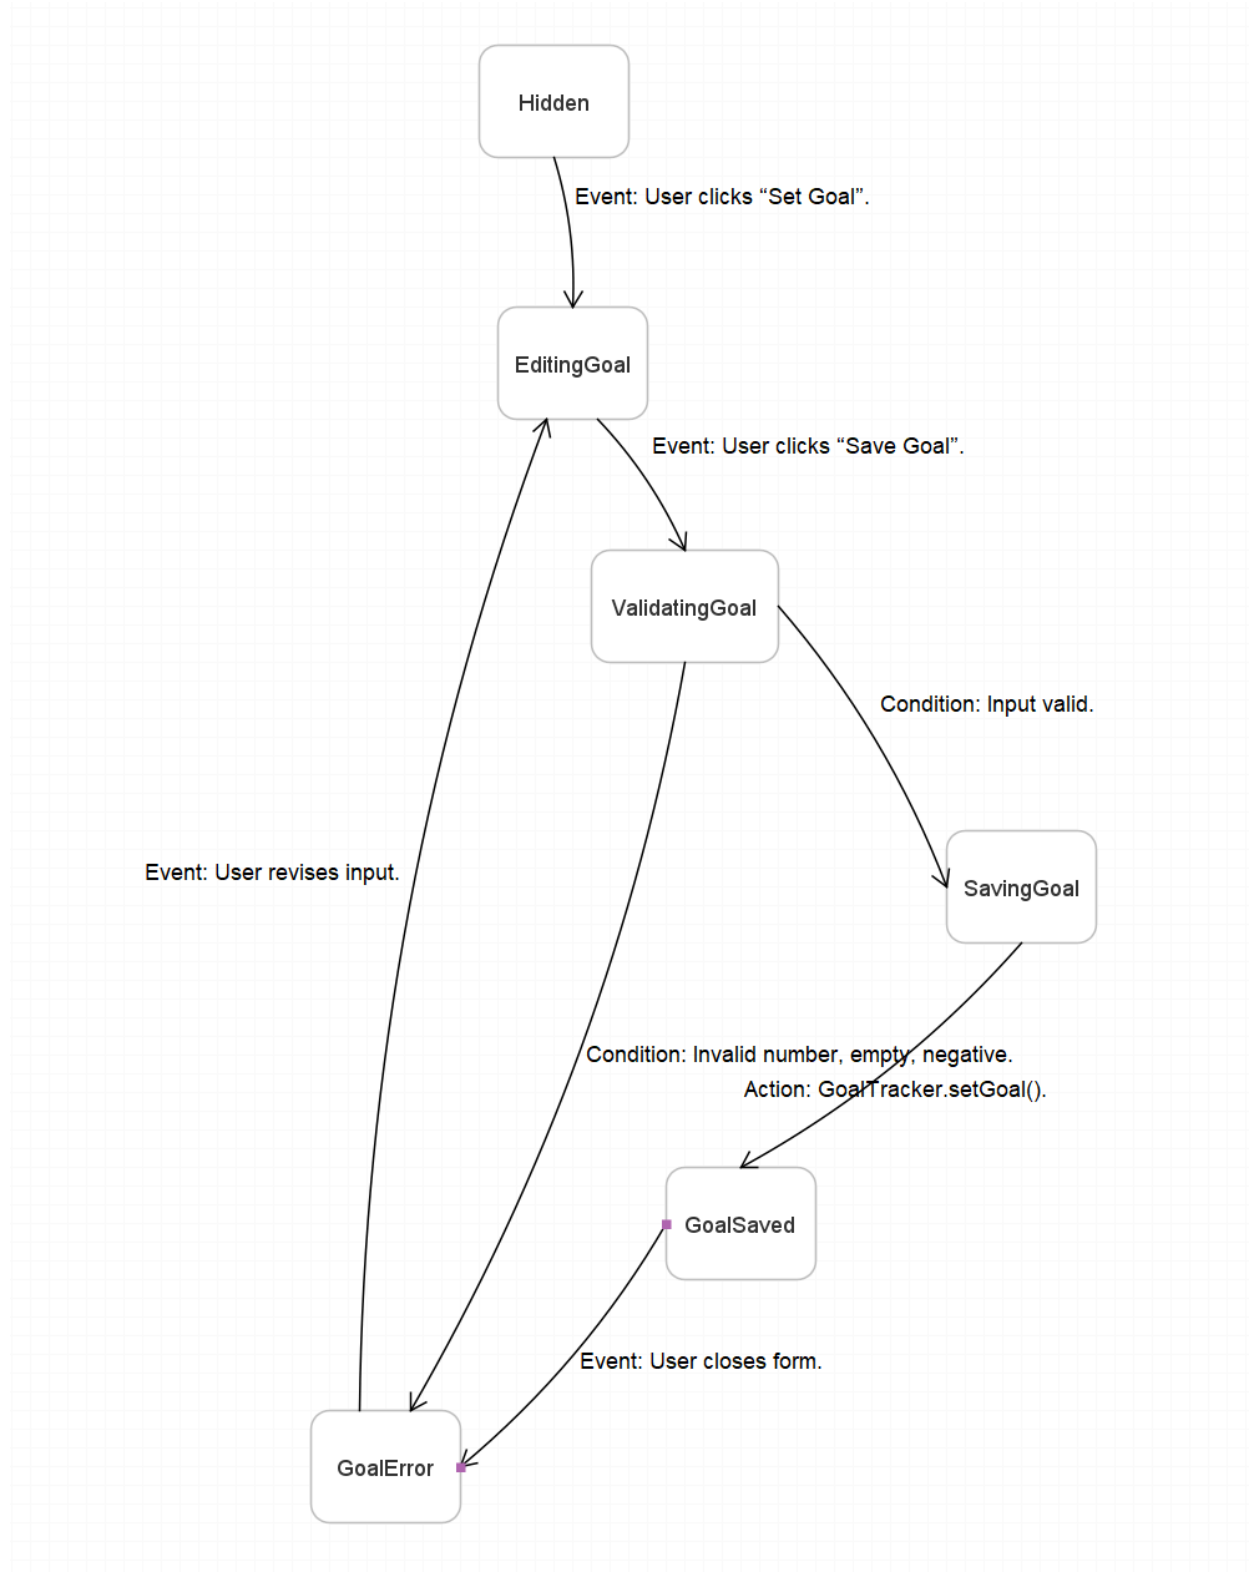 Hidden
Event: User clicks “Set Goal”.
EditingGoal
Event: User clicks “Save Goal”.
ValidatingGoal
Condition: Input valid.
Event: User revises input.
SavingGoal
Condition: Invalid number, empty, negative.
Action: GoalTracker.setGoal().
GoalSaved
Event: User closes form.
GoalError